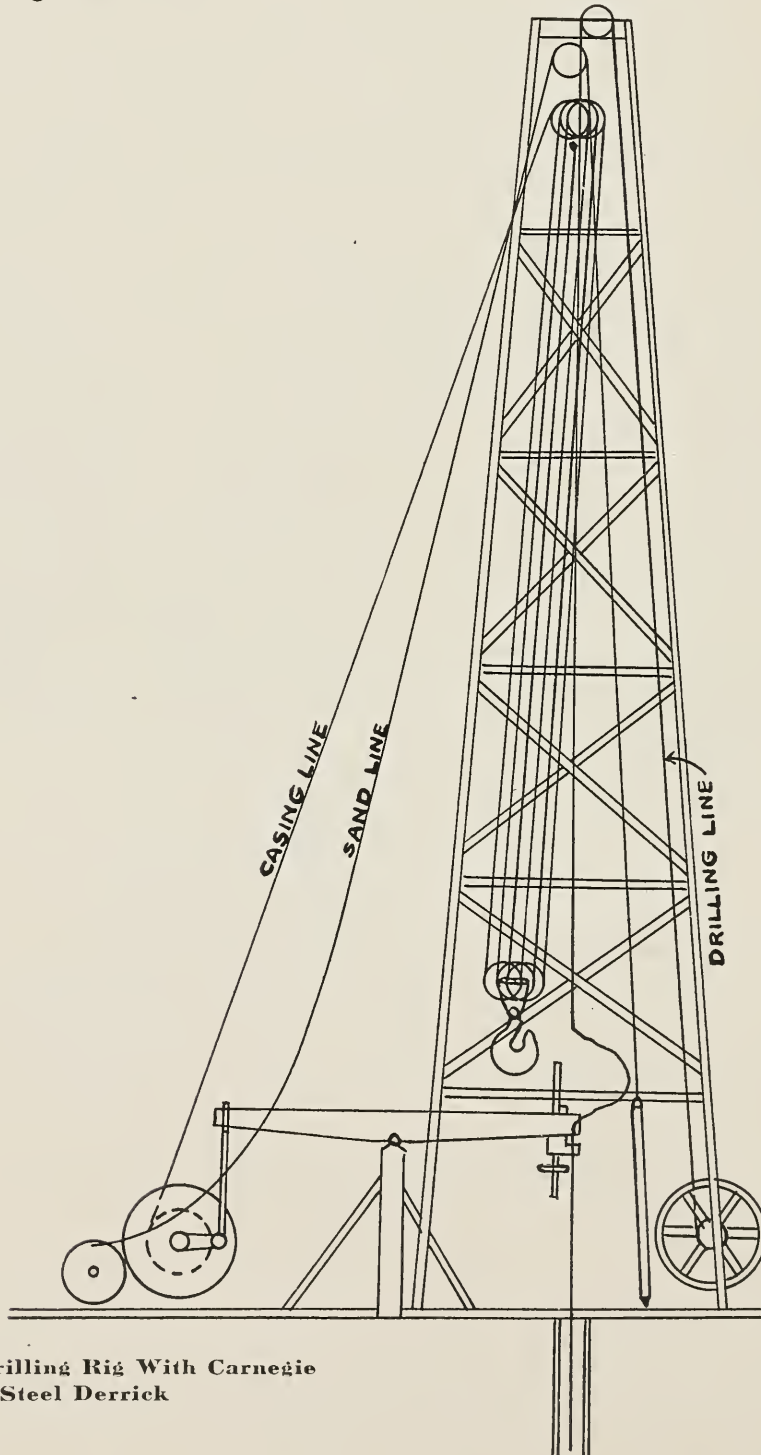 CASING LINE
SAND LINE
DRILLING LINE
rilling Rig With Carnegie
Steel Derrick